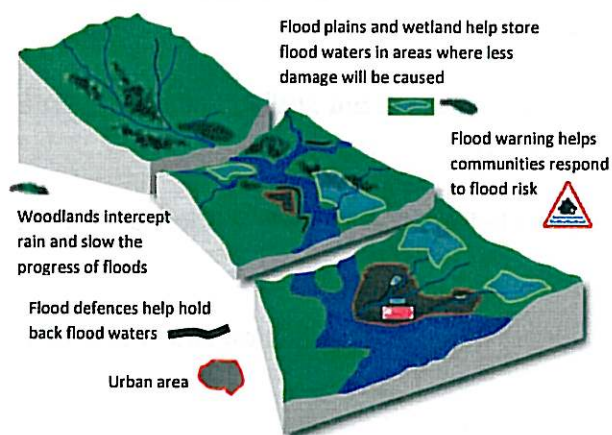 Flood plains and wetland help store
flood waters in areas where less
damage will be caused
Flood warning helps
communities respond
to flood risk
Woodlands intercept
rain and slow the
progress of floods
Flood defences help hold
back flood waters
Urban area